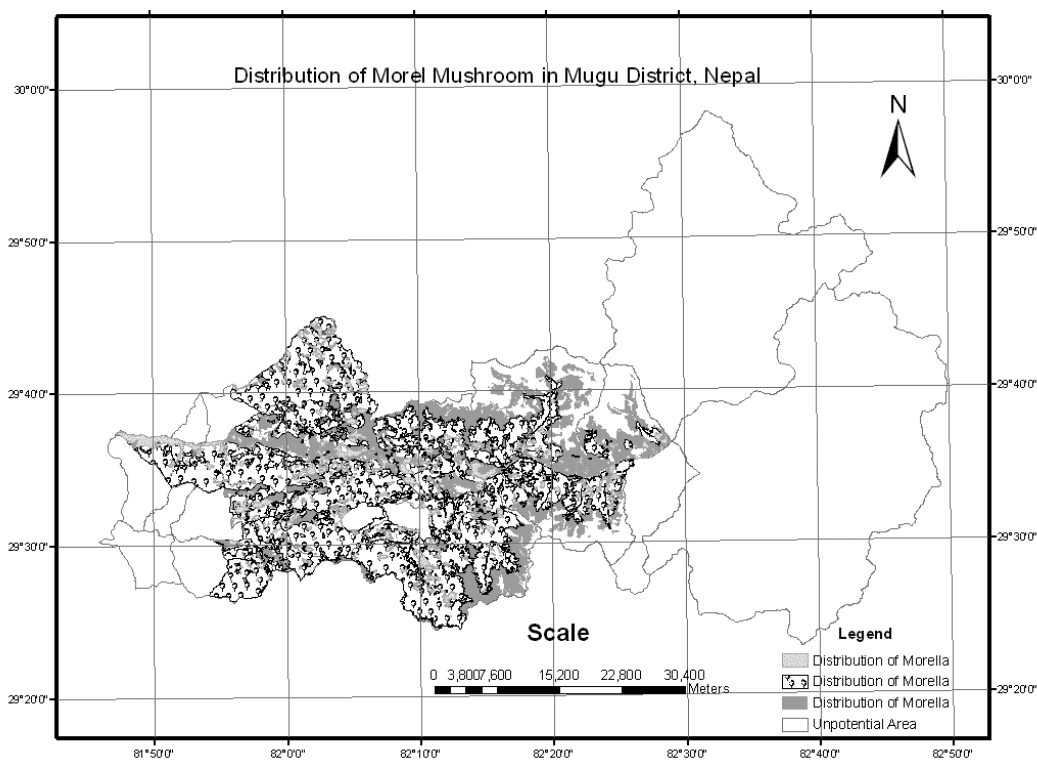 Distribution of Morel Mushroom in Mugu District, Nepal
N
30°0'0"
30°0'0"
29°50'0"
29°50'0"
29°40'0"
29°40'0"
29°30'0"
29°30'0"
29°20'0"
29°20'0"
Scale
0 3,800 7,600 15,200 22,800 30,400
Meters
Legend
Distribution of Morella
Distribution of Morella
Distribution of Morella
Unpotential Area
81°50'0" 82°0'0" 82°10'0" 82°20'0" 82°30'0" 82°40'0" 82°50'0"